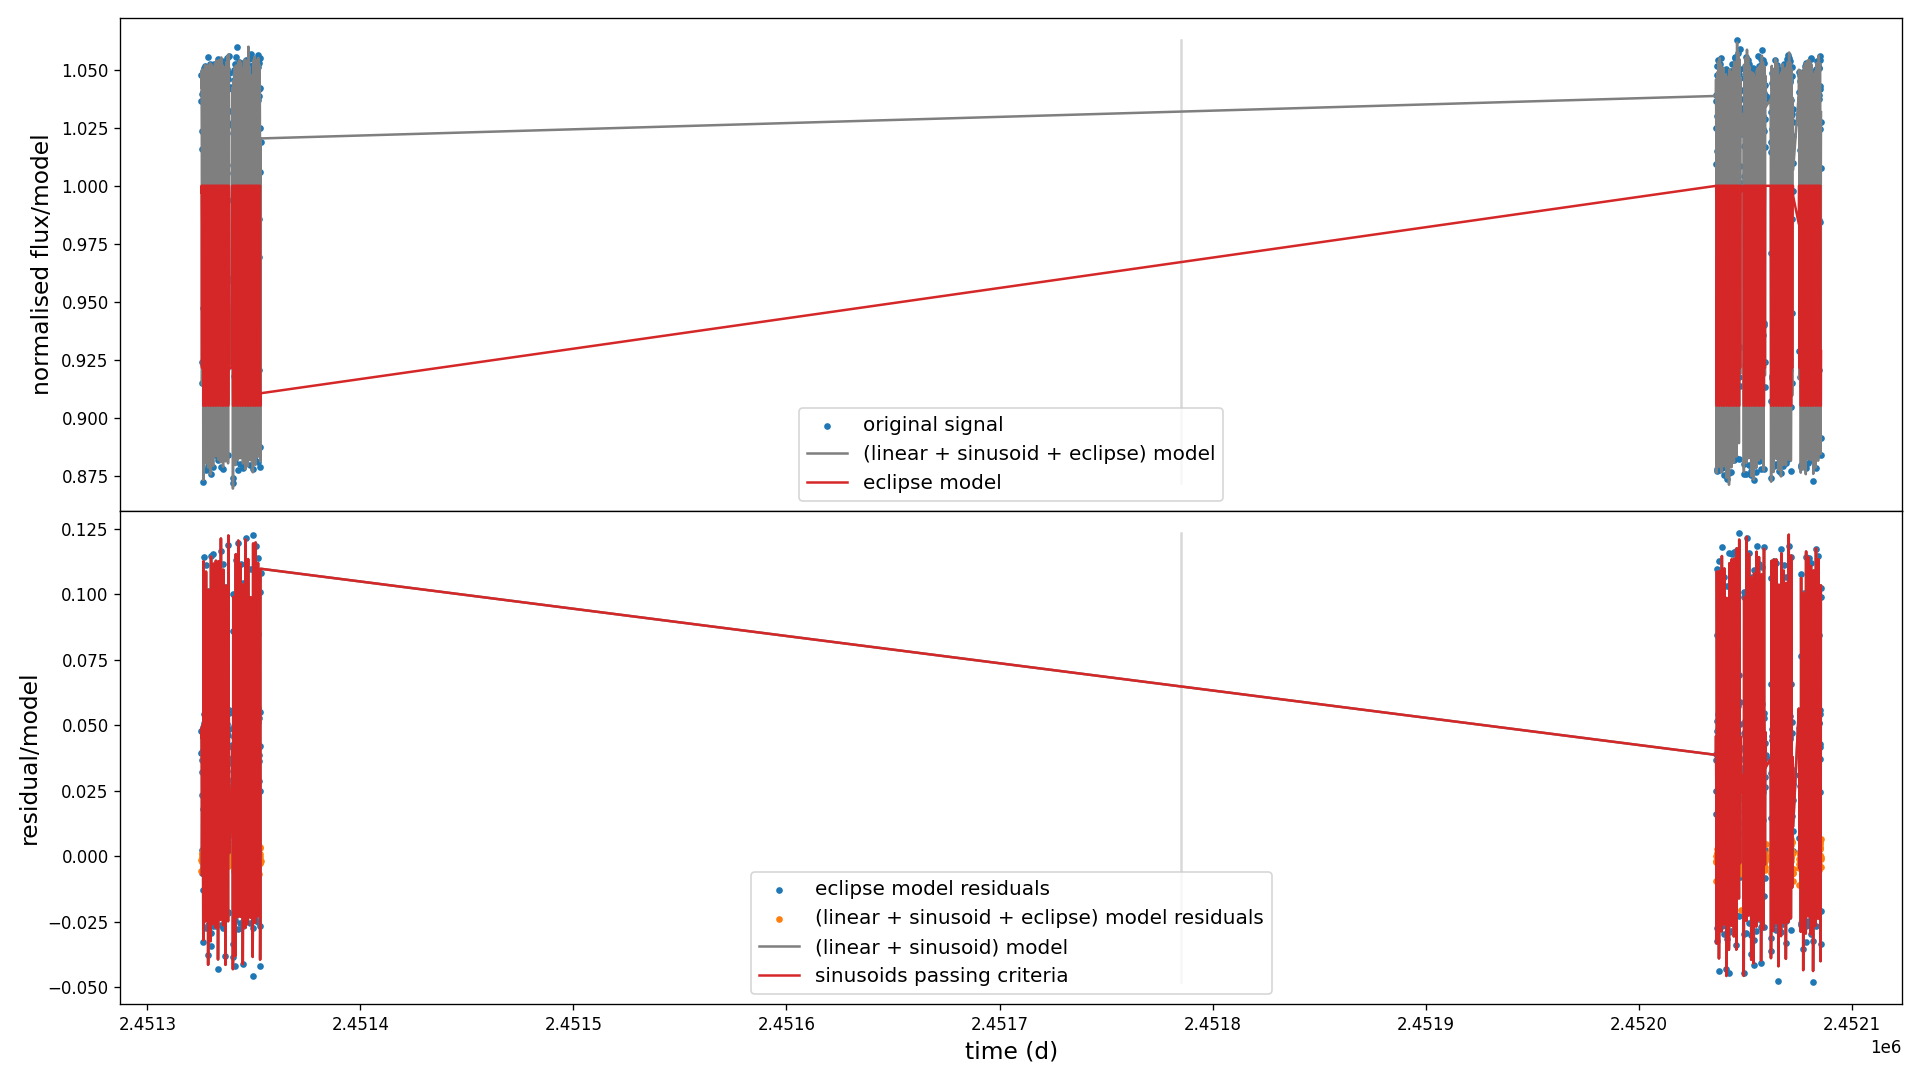 1.050
1.025
1.000
0.975
0.950
0.925
0.900
0.875
normalised flux/model
original signal
(linear + sinusoid + eclipse) model
eclipse model
0.125
0.100
0.075
0.050
0.025
0.000
−0.025
−0.050
residual/model
eclipse model residuals
(linear + sinusoid + eclipse) model residuals
(linear + sinusoid) model
sinusoids passing criteria
2.4513 2.4514 2.4515 2.4516 2.4517 2.4518 2.4519 2.4520 2.4521
1e6
time (d)